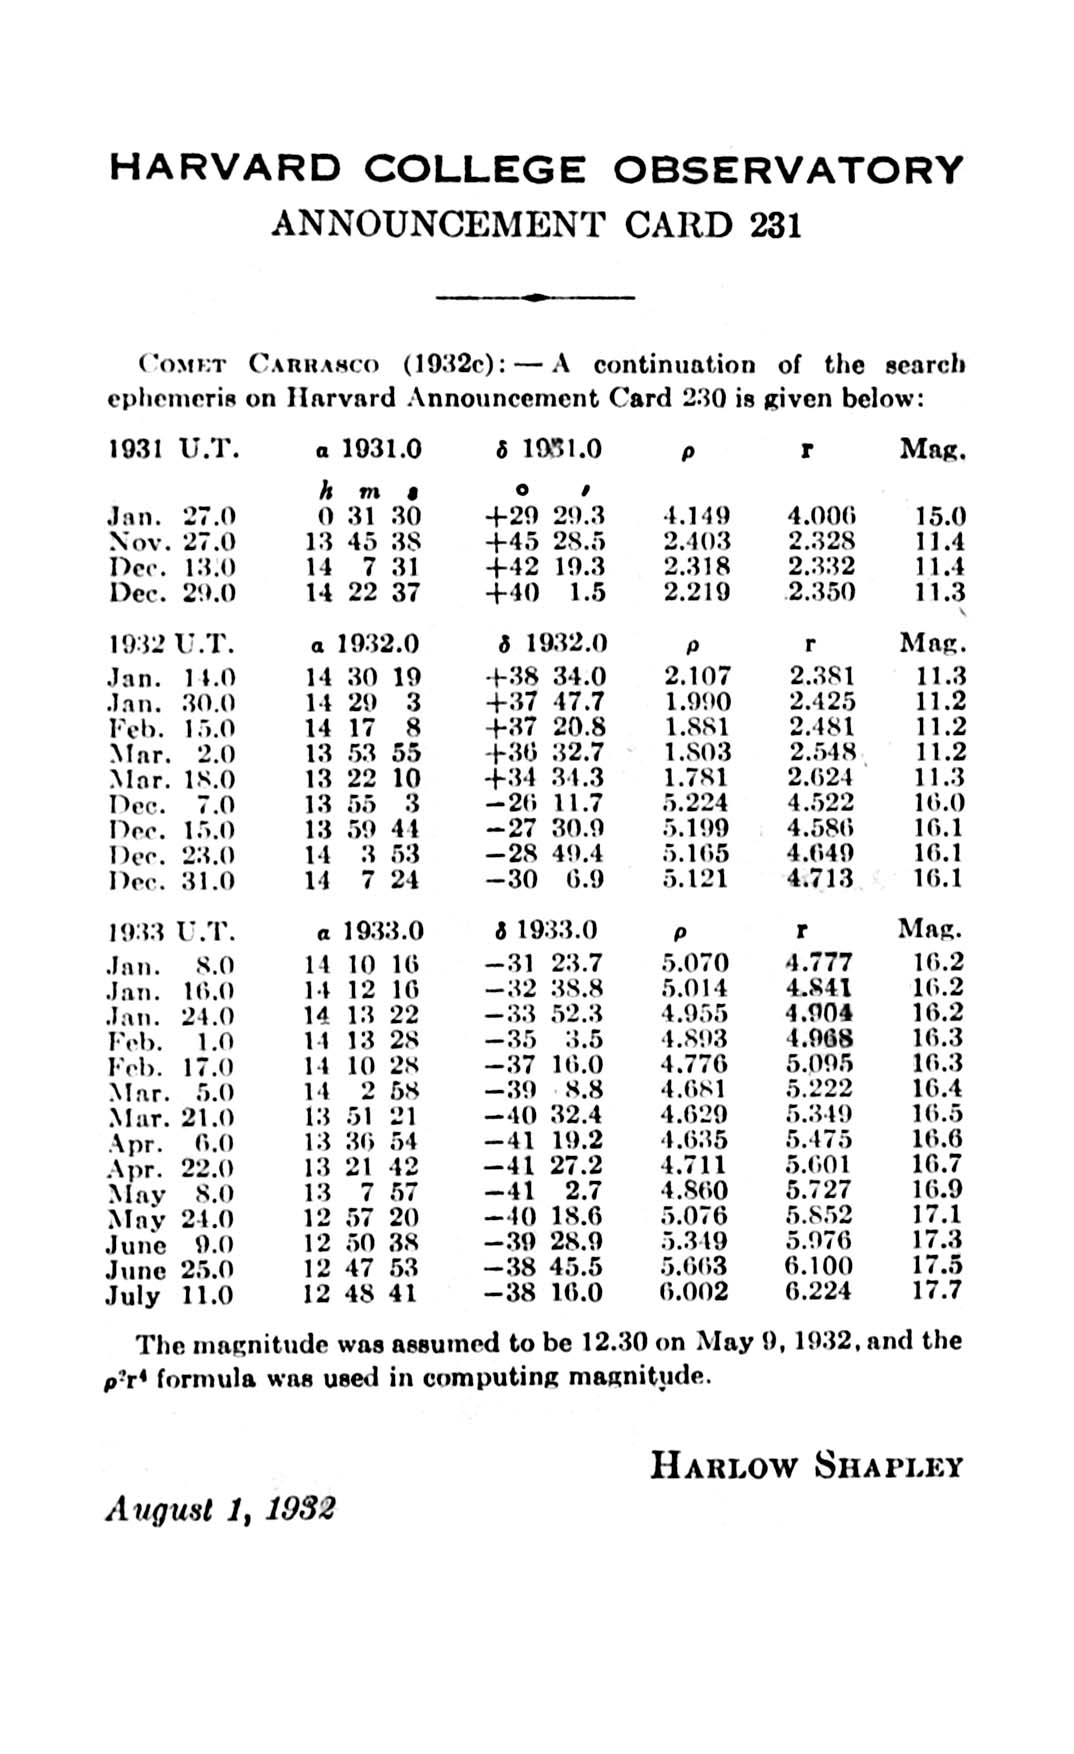 HARVARD COLLEGE OBSERVATORY
ANNOUNCEMENT CARD 231
COMET CARRASCO (1932c): — A continuation of the search
ephemeris on Harvard Announcement Card 230 is given below:
1931 U.T. α 1931.0 δ 1931.0 ρ r Mag.
h m s ° ′
Jan. 27.0 0 31 30 +29 29.3 4.149 4.006 15.0
Nov. 27.0 13 45 38 +45 28.5 2.403 2.328 11.4
Dec. 13.0 14 7 31 +42 19.3 2.318 2.332 11.4
Dec. 29.0 14 22 37 +40 1.5 2.219 2.350 11.3
1932 U.T. α 1932.0 δ 1932.0 ρ r Mag.
Jan. 14.0 14 30 19 +38 34.0 2.107 2.381 11.3
Jan. 30.0 14 29 3 +37 47.7 1.990 2.425 11.2
Feb. 15.0 14 17 8 +37 20.8 1.881 2.481 11.2
Mar. 2.0 13 53 55 +36 32.7 1.803 2.548 11.2
Mar. 18.0 13 22 10 +34 34.3 1.781 2.624 11.3
Dec. 7.0 13 55 3 −26 11.7 5.224 4.522 16.0
Dec. 15.0 13 59 44 −27 30.9 5.199 4.586 16.1
Dec. 23.0 14 3 53 −28 49.4 5.165 4.649 16.1
Dec. 31.0 14 7 24 −30 6.9 5.121 4.713 16.1
1933 U.T. α 1933.0 δ 1933.0 ρ r Mag.
Jan. 8.0 14 10 16 −31 23.7 5.070 4.777 16.2
Jan. 16.0 14 12 16 −32 38.8 5.014 4.841 16.2
Jan. 24.0 14 13 22 −33 52.3 4.955 4.904 16.2
Feb. 1.0 14 13 28 −35 3.5 4.893 4.968 16.3
Feb. 17.0 14 10 28 −37 16.0 4.776 5.095 16.3
Mar. 5.0 14 2 58 −39 8.8 4.681 5.222 16.4
Mar. 21.0 13 51 21 −40 32.4 4.629 5.349 16.5
Apr. 6.0 13 36 54 −41 19.2 4.635 5.475 16.6
Apr. 22.0 13 21 42 −41 27.2 4.711 5.601 16.7
May 8.0 13 7 57 −41 2.7 4.860 5.727 16.9
May 24.0 12 57 20 −40 18.6 5.076 5.852 17.1
June 9.0 12 50 38 −39 28.9 5.349 5.976 17.3
June 25.0 12 47 53 −38 45.5 5.663 6.100 17.5
July 11.0 12 48 41 −38 16.0 6.002 6.224 17.7
The magnitude was assumed to be 12.30 on May 9, 1932, and the
ρ²r⁴ formula was used in computing magnitude.
HARLOW SHAPLEY
August 1, 1932